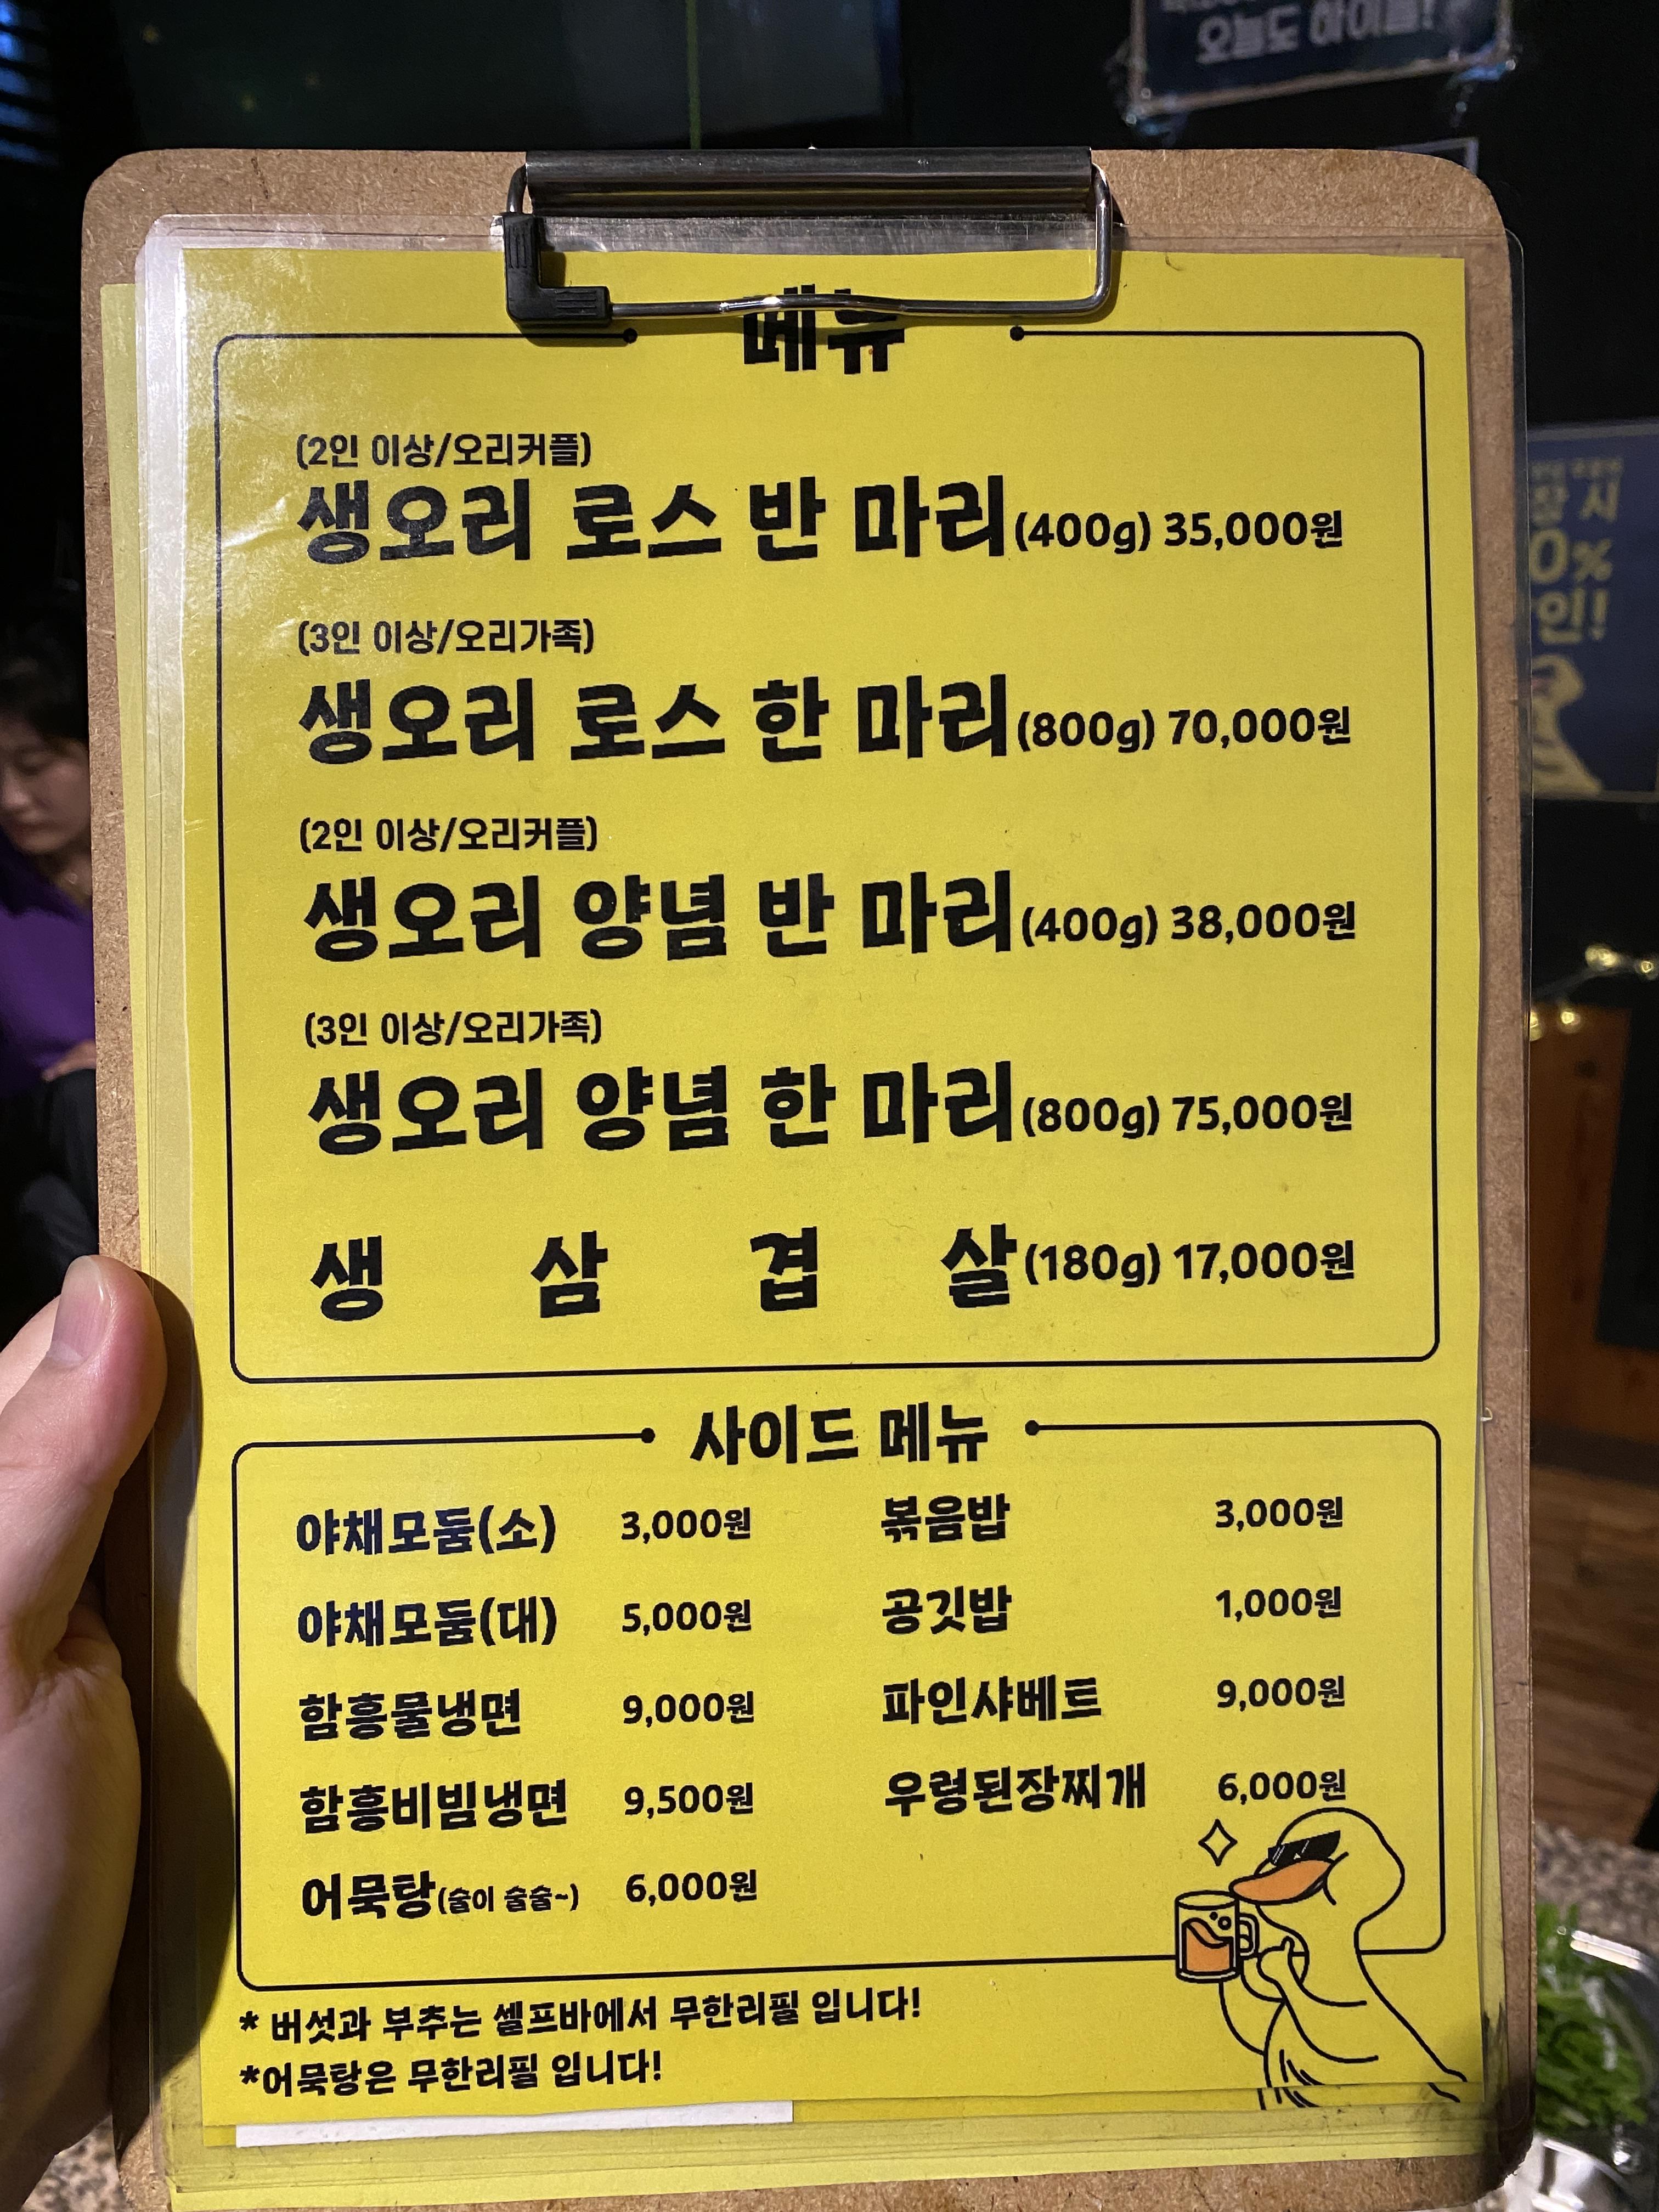 오늘도 하이볼!
메뉴
(2인 이상/오리커플)
생오리 로스 반 마리(400g) 35,000원
(3인 이상/오리가족)
생오리 로스 한 마리(800g) 70,000원
(2인 이상/오리커플)
생오리 양념 반 마리(400g) 38,000원
(3인 이상/오리가족)
생오리 양념 한 마리(800g) 75,000원
생 삼 겹 살(180g) 17,000원
사이드 메뉴
야채모둠(소) 3,000원 볶음밥 3,000원
야채모둠(대) 5,000원 공깃밥 1,000원
함흥물냉면 9,000원 파인샤베트 9,000원
함흥비빔냉면 9,500원 우렁된장찌개 6,000원
어묵탕(술이 술술~) 6,000원
* 버섯과 부추는 셀프바에서 무한리필 입니다!
*어묵탕은 무한리필 입니다!
시
0%
인!